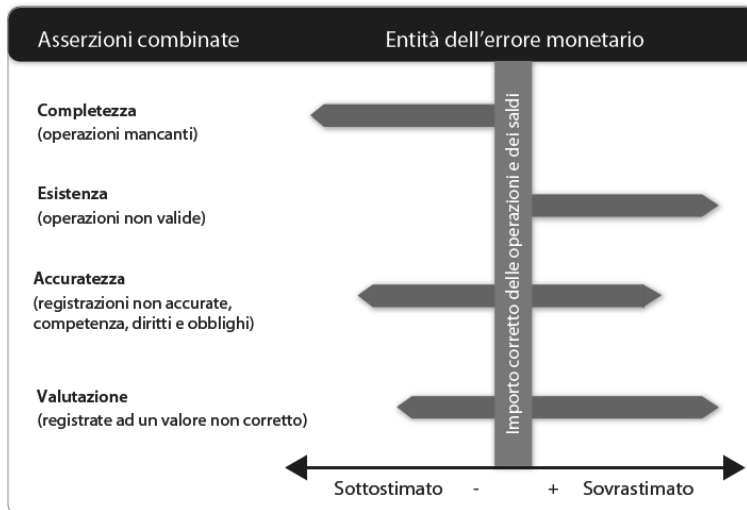 Asserzioni combinate
Entità dell'errore monetario
Completezza
(operazioni mancanti)
Esistenza
(operazioni non valide)
Accuratezza
(registrazioni non accurate,
competenza, diritti e obblighi)
Valutazione
(registrate ad un valore non corretto)
Importo corretto delle operazioni e dei saldi
Sottostimato - + Sovrastimato